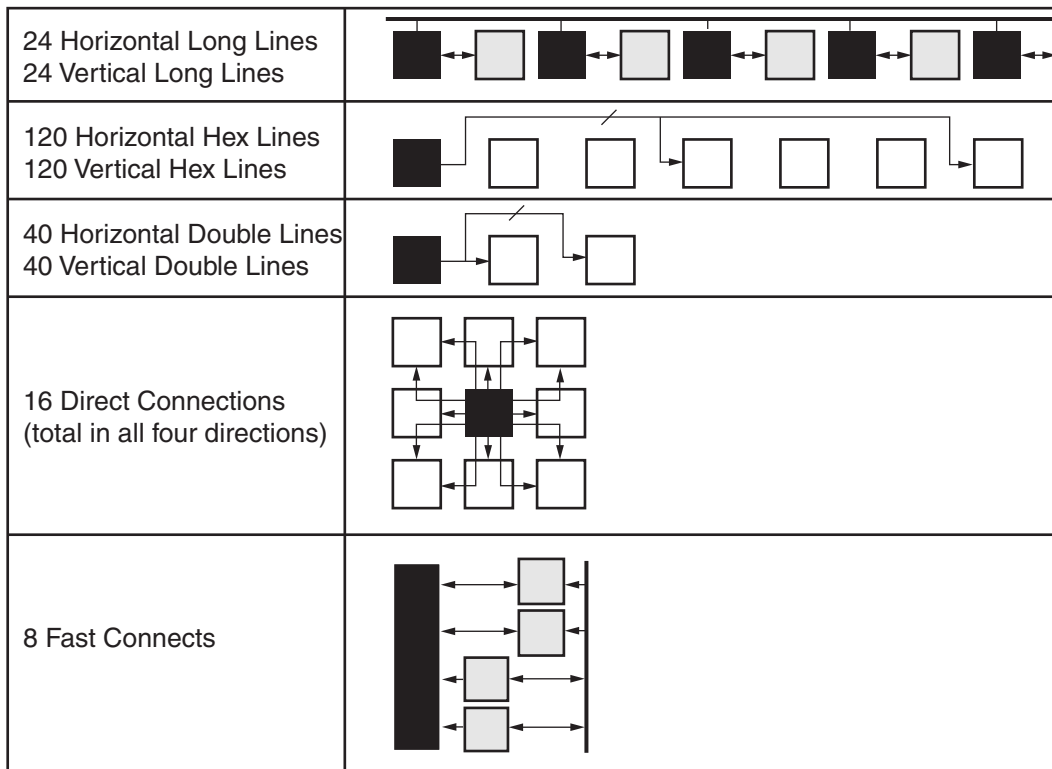 24 Horizontal Long Lines
24 Vertical Long Lines
120 Horizontal Hex Lines
120 Vertical Hex Lines
40 Horizontal Double Lines
40 Vertical Double Lines
16 Direct Connections
(total in all four directions)
8 Fast Connects